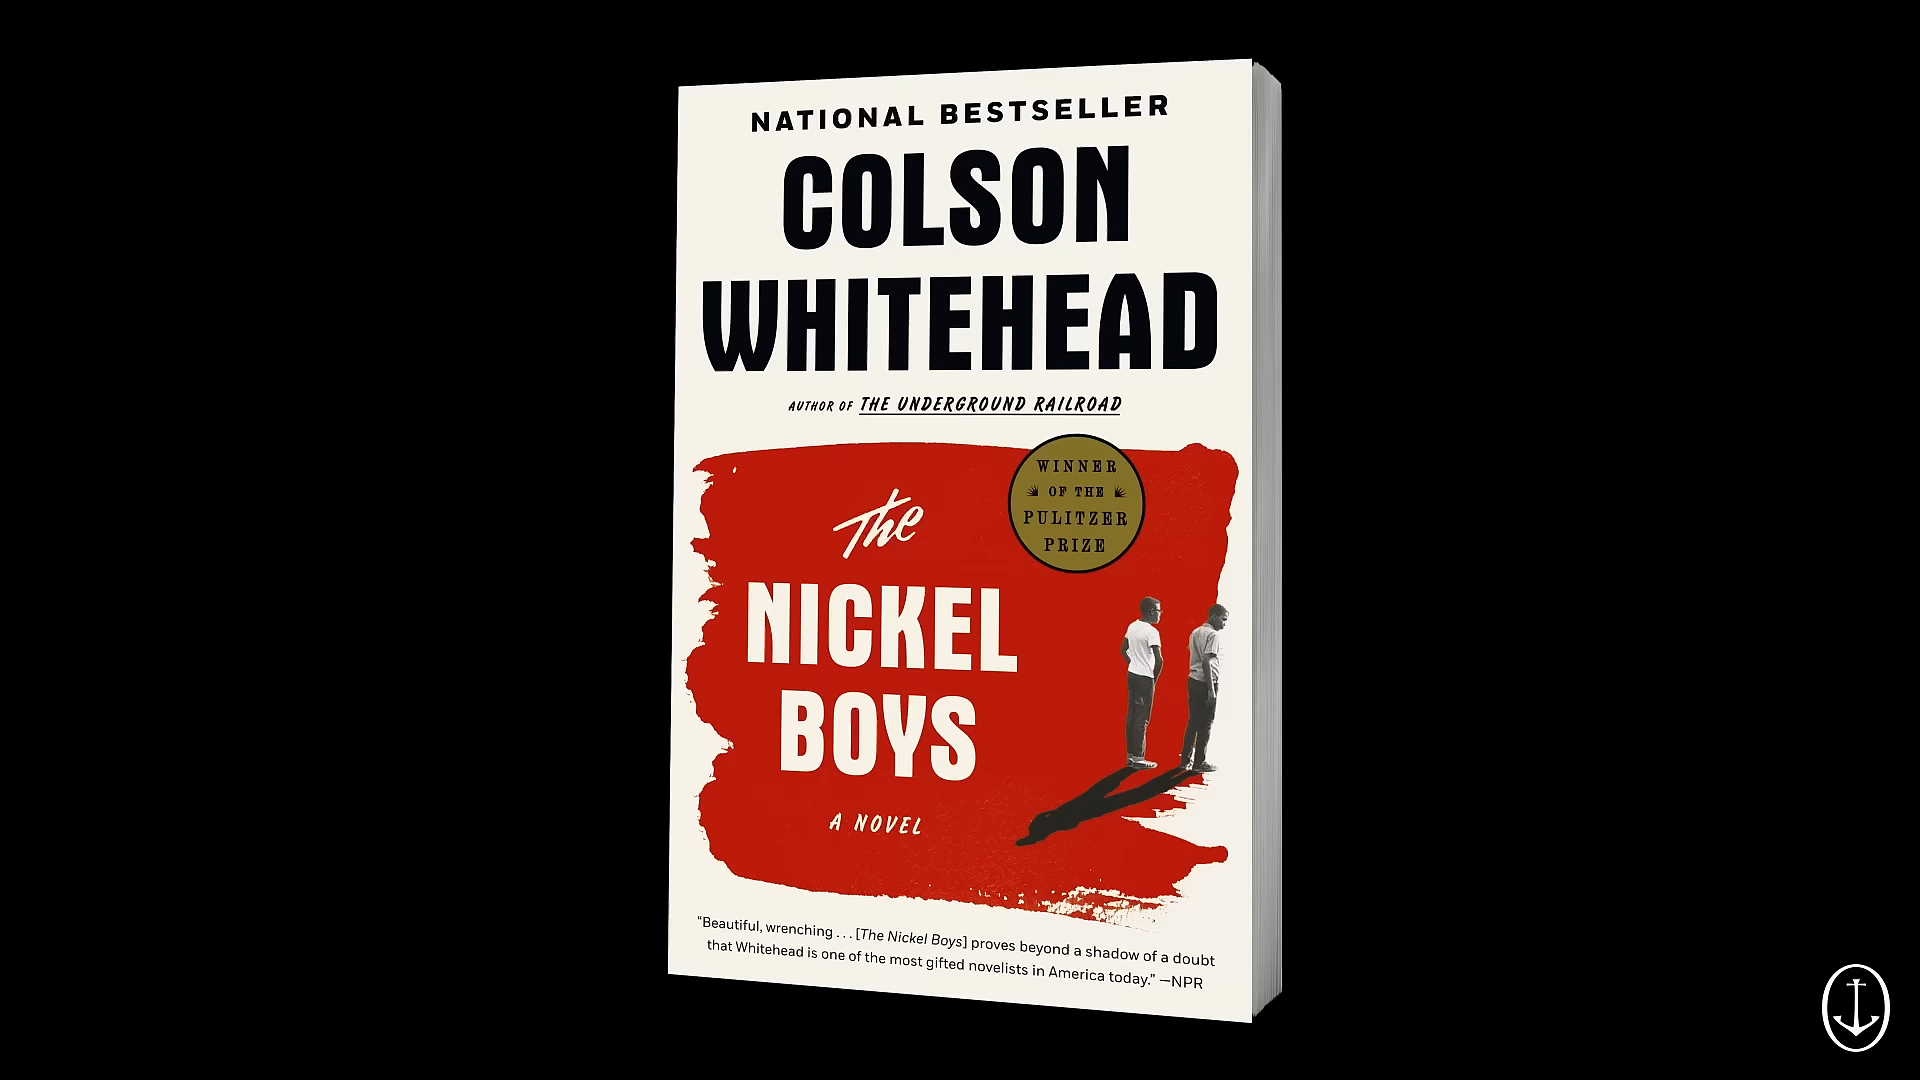 NATIONAL BESTSELLER
COLSON
WHITEHEAD
AUTHOR OF THE UNDERGROUND RAILROAD
WINNER
OF THE
PULITZER
PRIZE
The
NICKEL
BOYS
A NOVEL
“Beautiful, wrenching . . . [The Nickel Boys] proves beyond a shadow of a doubt
that Whitehead is one of the most gifted novelists in America today.” —NPR